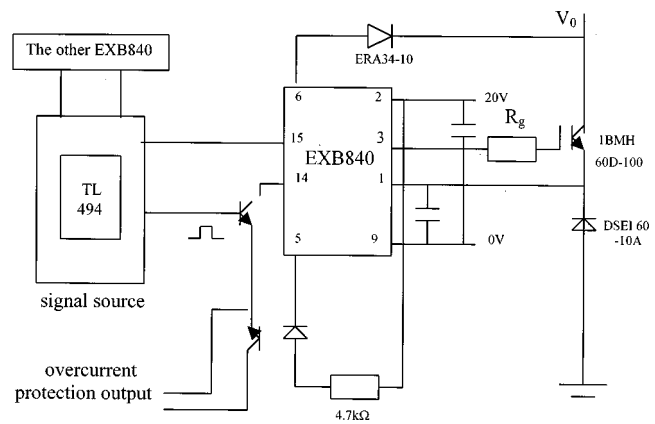 V₀
The other EXB840
ERA34-10
6
2
20V
Rg
15
3
1BMH
60D-100
EXB840
TL
494
14
1
5
9
0V
DSEI 60
-10A
signal source
overcurrent
protection output
4.7kΩ